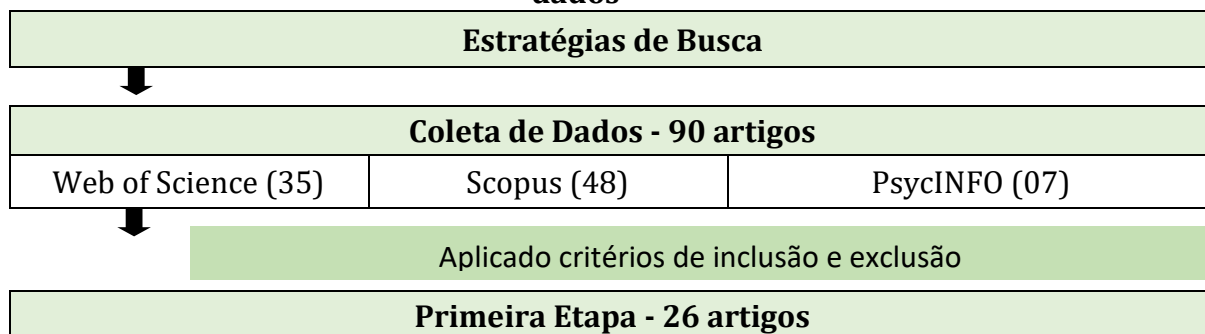 dados
Estratégias de Busca
Coleta de Dados - 90 artigos
Web of Science (35) Scopus (48) PsycINFO (07)
Aplicado critérios de inclusão e exclusão
Primeira Etapa - 26 artigos